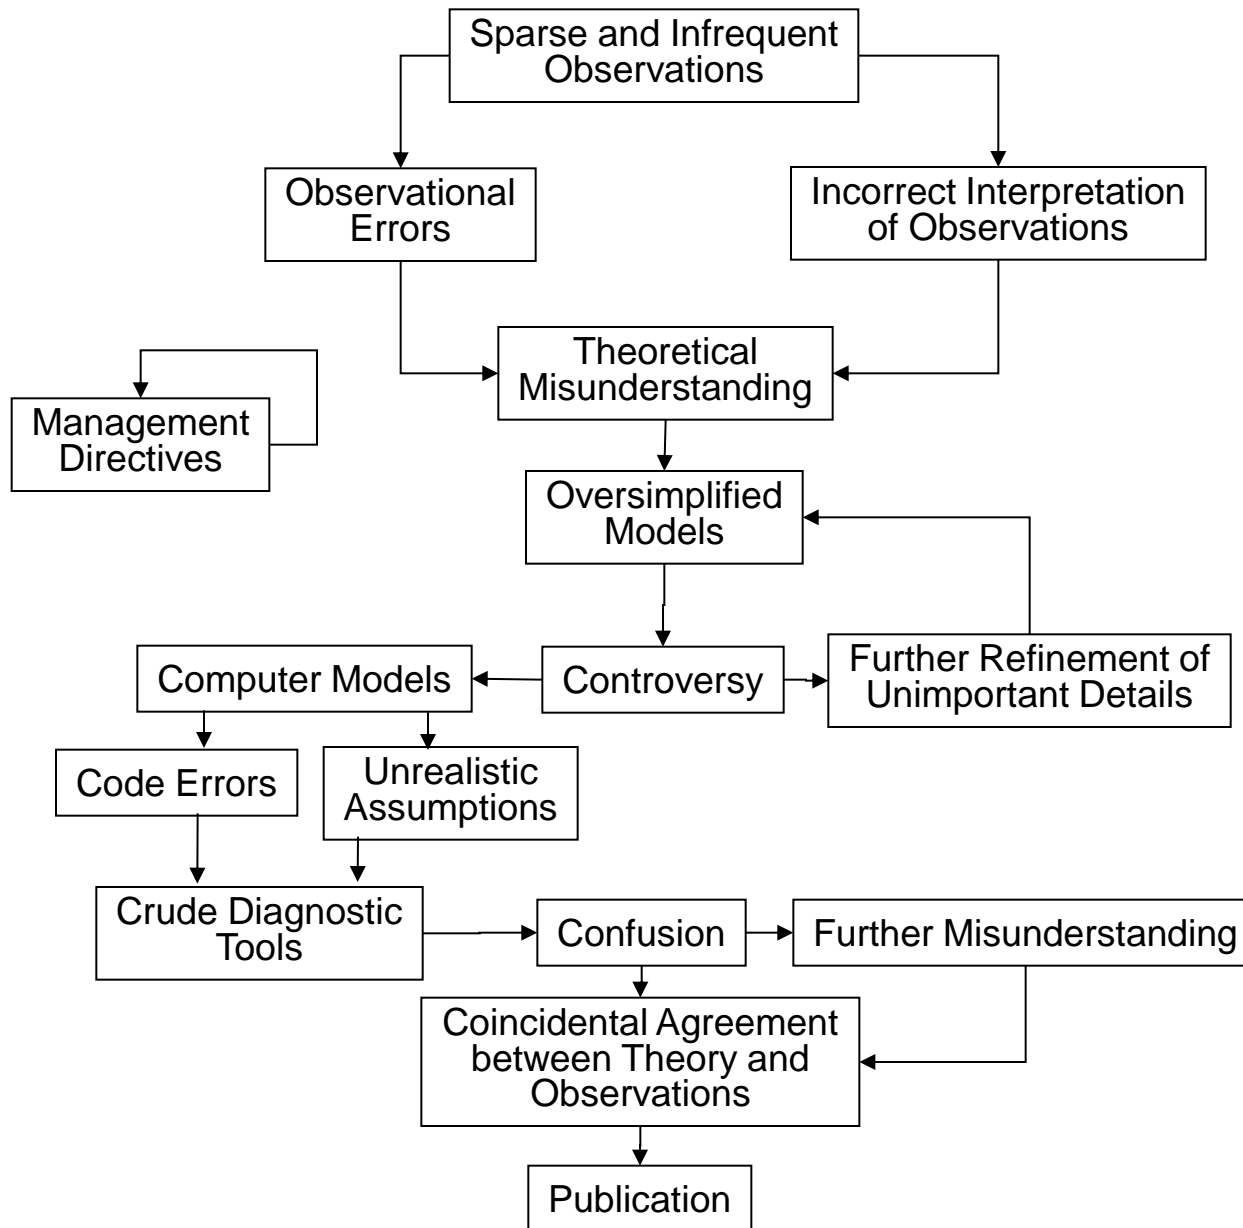 Sparse and Infrequent
Observations
Observational
Errors
Incorrect Interpretation
of Observations
Theoretical
Misunderstanding
Management
Directives
Oversimplified
Models
Computer Models
Controversy
Further Refinement of
Unimportant Details
Code Errors
Unrealistic
Assumptions
Crude Diagnostic
Tools
Confusion
Further Misunderstanding
Coincidental Agreement
between Theory and
Observations
Publication